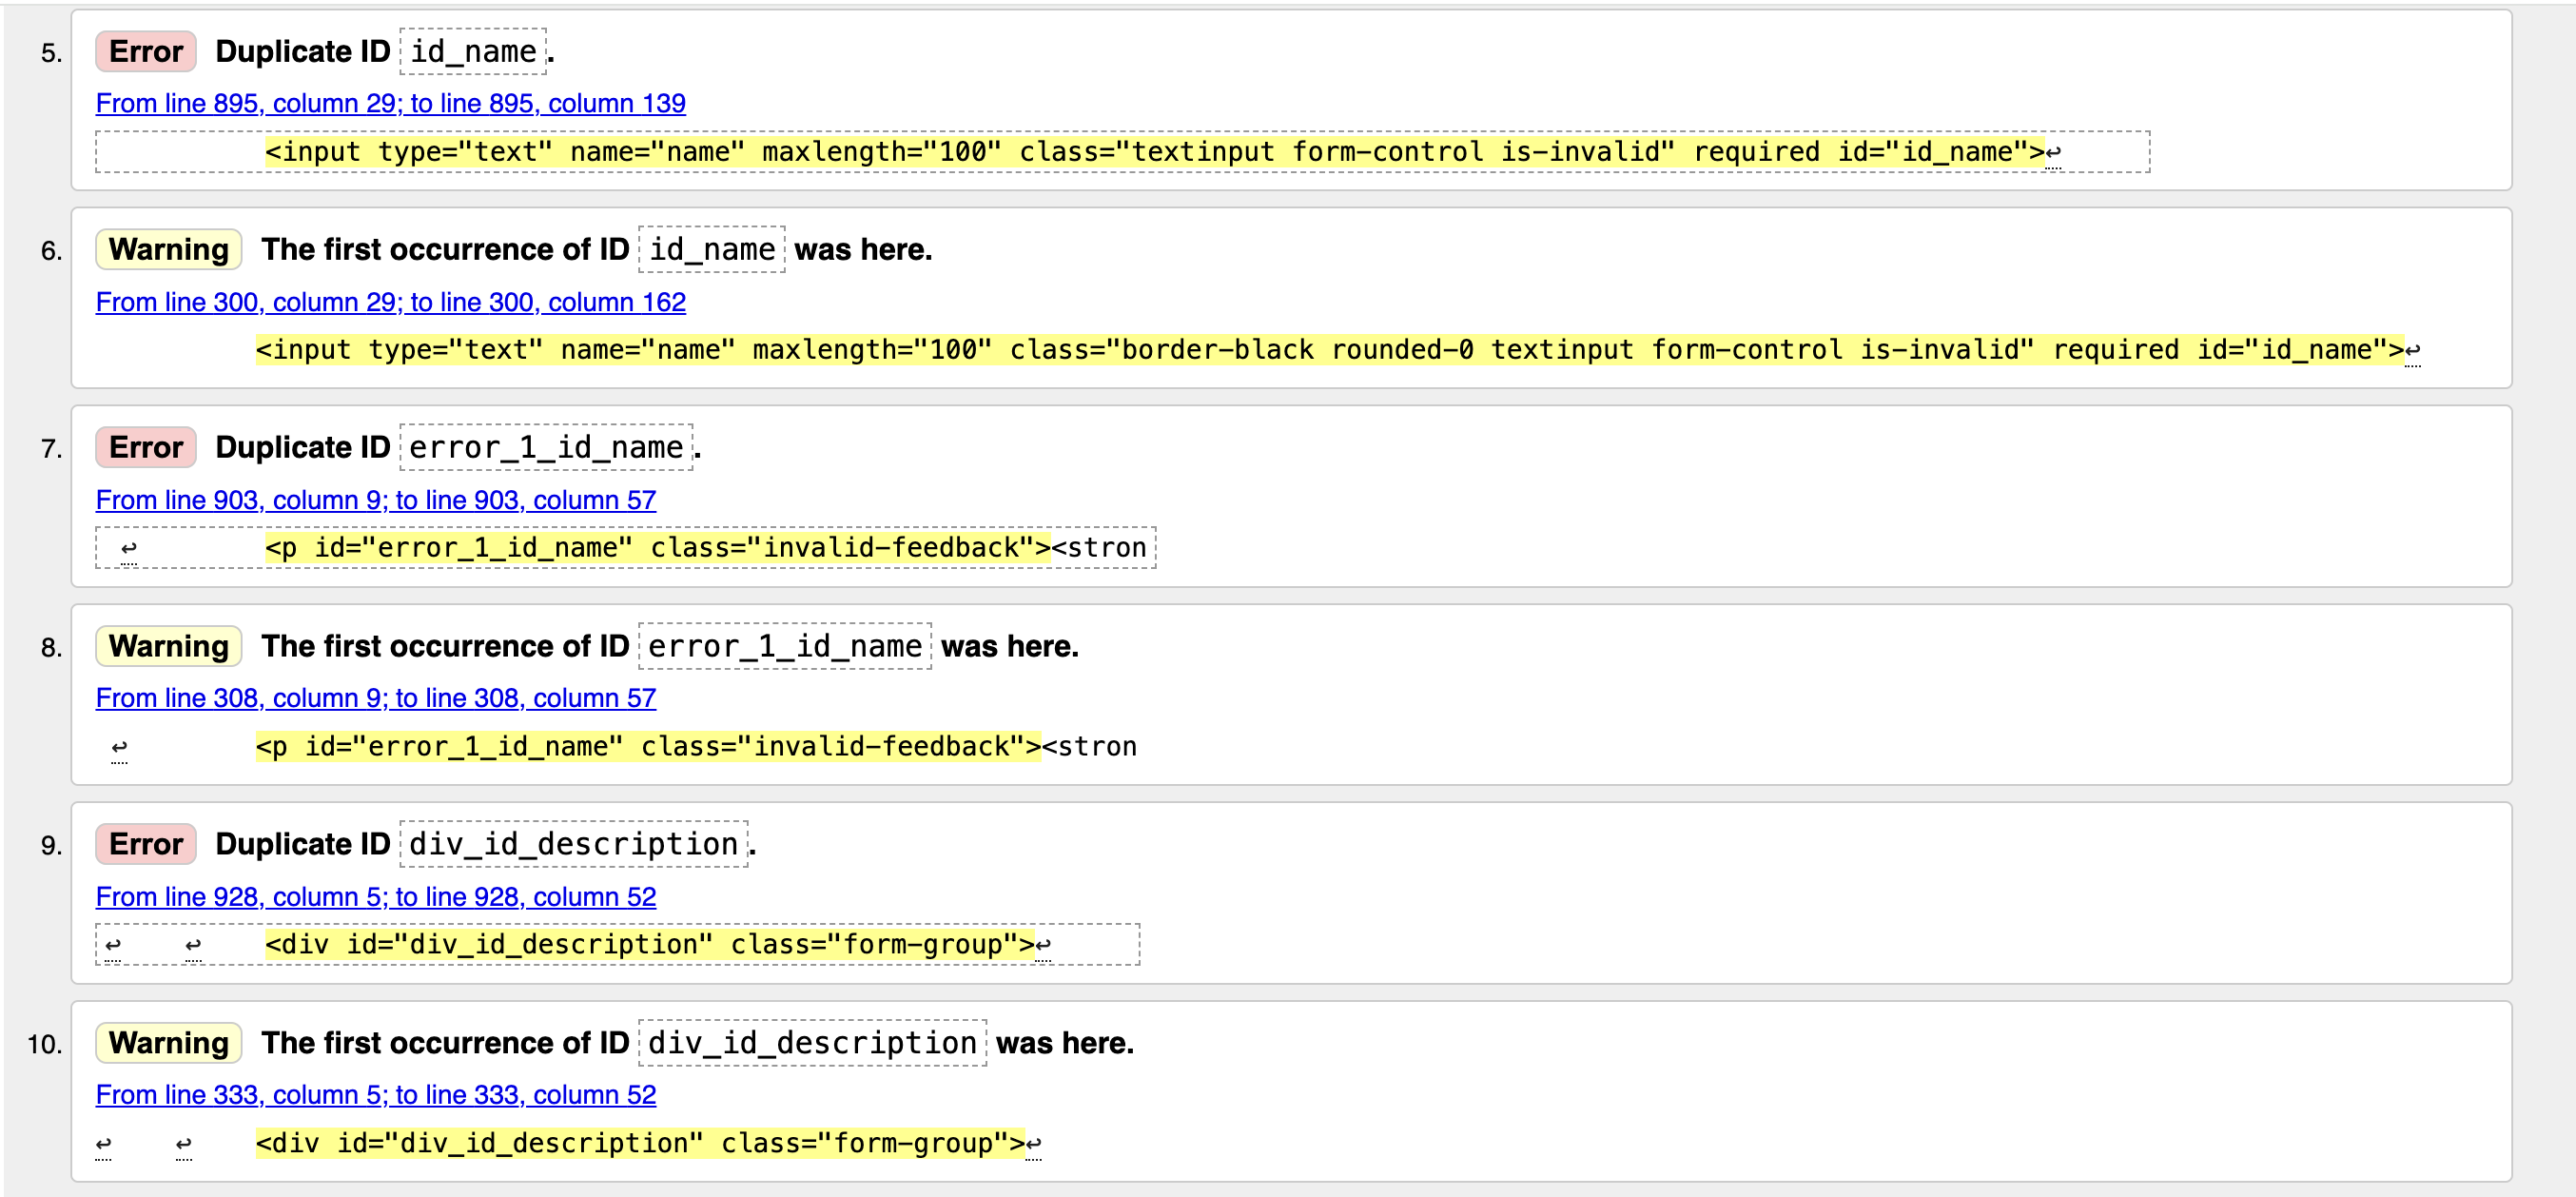 5. Error Duplicate ID id_name.
From line 895, column 29; to line 895, column 139
<input type="text" name="name" maxlength="100" class="textinput form-control is-invalid" required id="id_name">↩
6. Warning The first occurrence of ID id_name was here.
From line 300, column 29; to line 300, column 162
<input type="text" name="name" maxlength="100" class="border-black rounded-0 textinput form-control is-invalid" required id="id_name">↩
7. Error Duplicate ID error_1_id_name.
From line 903, column 9; to line 903, column 57
↩ <p id="error_1_id_name" class="invalid-feedback"><stron
8. Warning The first occurrence of ID error_1_id_name was here.
From line 308, column 9; to line 308, column 57
↩ <p id="error_1_id_name" class="invalid-feedback"><stron
9. Error Duplicate ID div_id_description.
From line 928, column 5; to line 928, column 52
↩ ↩ <div id="div_id_description" class="form-group">↩
10. Warning The first occurrence of ID div_id_description was here.
From line 333, column 5; to line 333, column 52
↩ ↩ <div id="div_id_description" class="form-group">↩